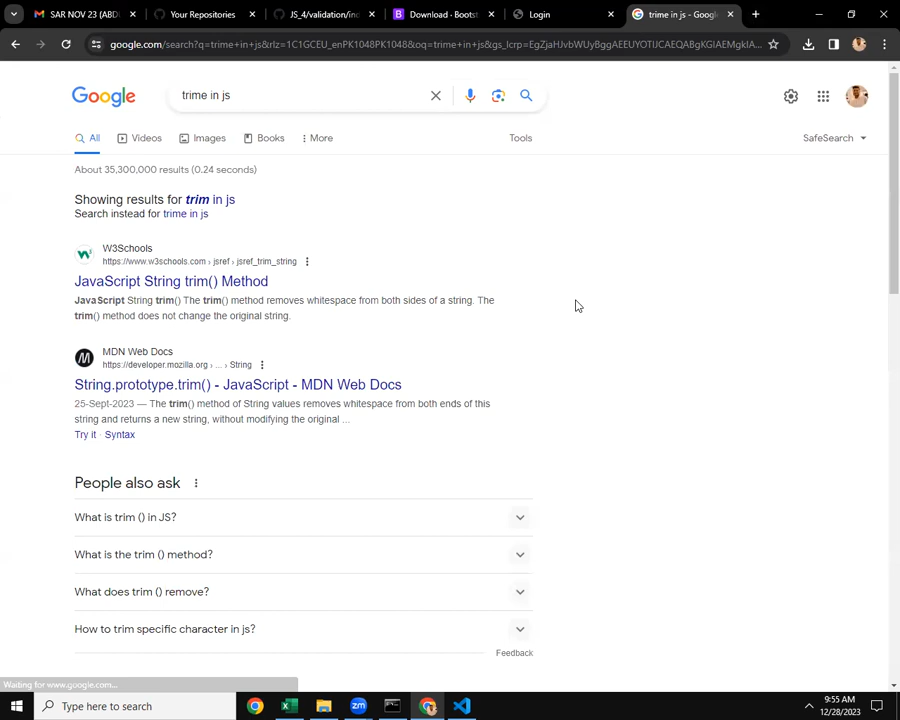 SAR NOV 23 (ABD
Your Repositories
JS_4/validation/in
Download · Boots
Login
trime in js - Goog
google.com/search?q=trime+in+js&rlz=1C1GCEU_enPK1048PK1048&oq=trime+in+js&gs_lcrp=EgZjaHJvbWUyBggAEEUYOTIJCAEQABgKGIAEMgkIA...
Google
trime in js
All
Videos
Images
Books
More
Tools
SafeSearch
About 35,300,000 results (0.24 seconds)
Showing results for trim in js
Search instead for trime in js
W3Schools
https://www.w3schools.com › jsref › jsref_trim_string
JavaScript String trim() Method
JavaScript String trim() The trim() method removes whitespace from both sides of a string. The
trim() method does not change the original string.
MDN Web Docs
https://developer.mozilla.org › ... › String
String.prototype.trim() - JavaScript - MDN Web Docs
25-Sept-2023 — The trim() method of String values removes whitespace from both ends of this
string and returns a new string, without modifying the original ...
Try it · Syntax
People also ask
What is trim () in JS?
What is the trim () method?
What does trim () remove?
How to trim specific character in js?
Feedback
Waiting for www.google.com...
Type here to search
9:55 AM
12/28/2023